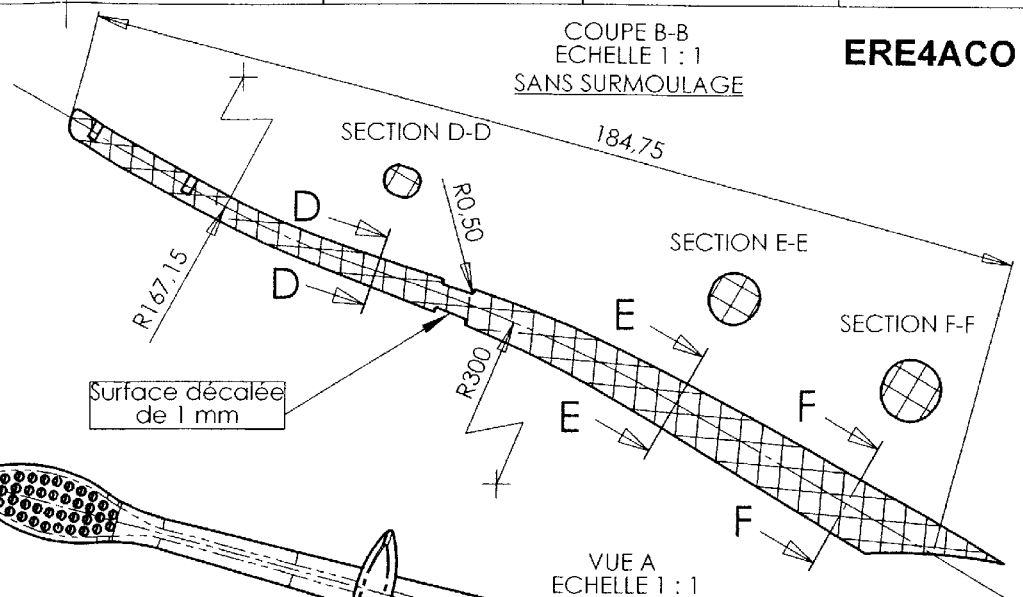 COUPE B-B
ECHELLE 1 : 1
SANS SURMOULAGE
ERE4ACO
184,75
SECTION D-D
R0,50
D
D
SECTION E-E
R167,15
E
SECTION F-F
R300
Surface décalée
de 1 mm
E
F
F
VUE A
ECHELLE 1 : 1